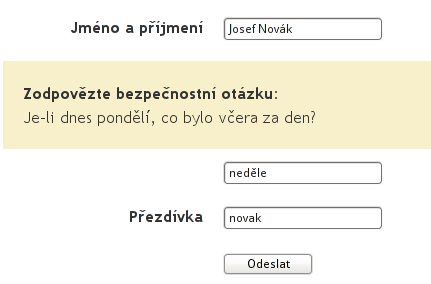 Jméno a příjmení Josef Novák
Zodpovězte bezpečnostní otázku:
Je-li dnes pondělí, co bylo včera za den?
neděle
Přezdívka novak
Odeslat